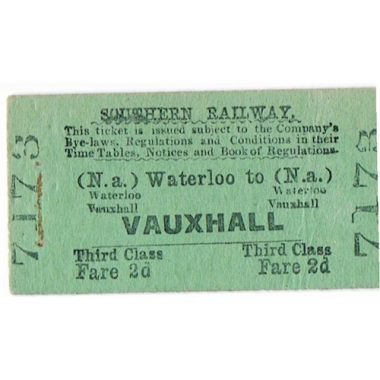 SOUTHERN RAILWAY.
This ticket is issued subject to the Company's
Bye-laws, Regulations and Conditions in their
Time Tables, Notices and Book of Regulations.
(N.a.) Waterloo to (N.a.)
Waterloo Waterloo
Vauxhall Vauxhall
VAUXHALL
Third Class Third Class
Fare 2d Fare 2d
7173
7173